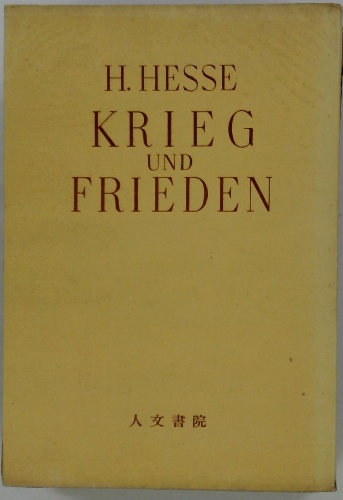 H. HESSE
KRIEG
UND
FRIEDEN
人文書院